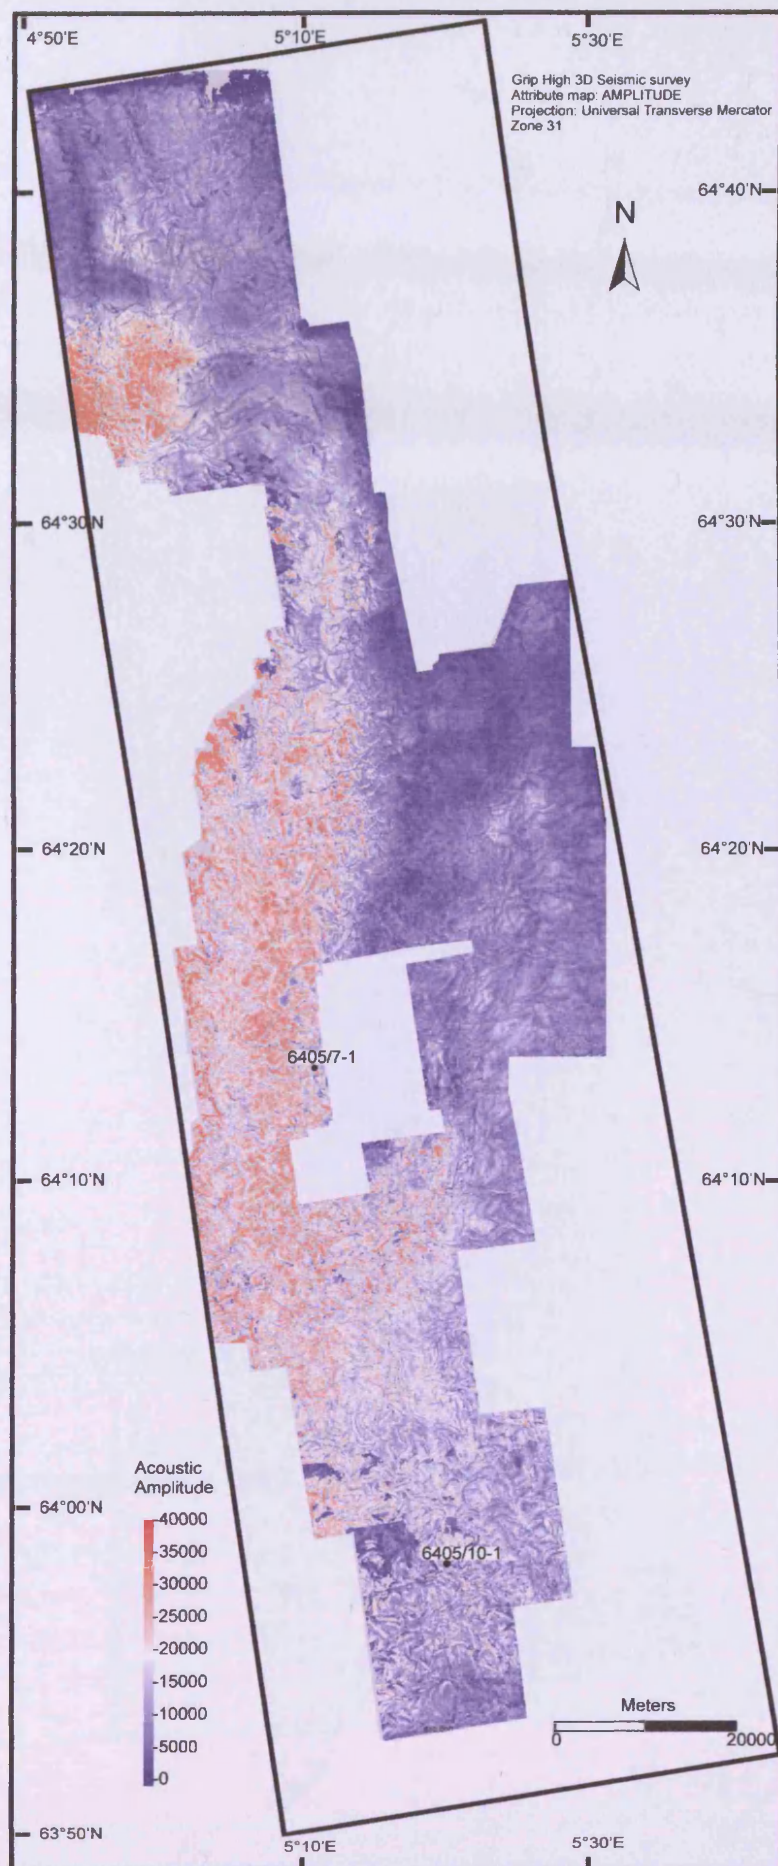 4°50'E
5°10'E
5°30'E
Grip High 3D Seismic survey
Attribute map: AMPLITUDE
Projection: Universal Transverse Mercator
Zone 31
64°40'N
N
64°30'N
64°30'N
64°20'N
64°20'N
6405/7-1
64°10'N
64°10'N
Acoustic
Amplitude
64°00'N
40000
35000
30000
25000
20000
15000
10000
5000
0
6405/10-1
Meters
0
20000
63°50'N
5°10'E
5°30'E